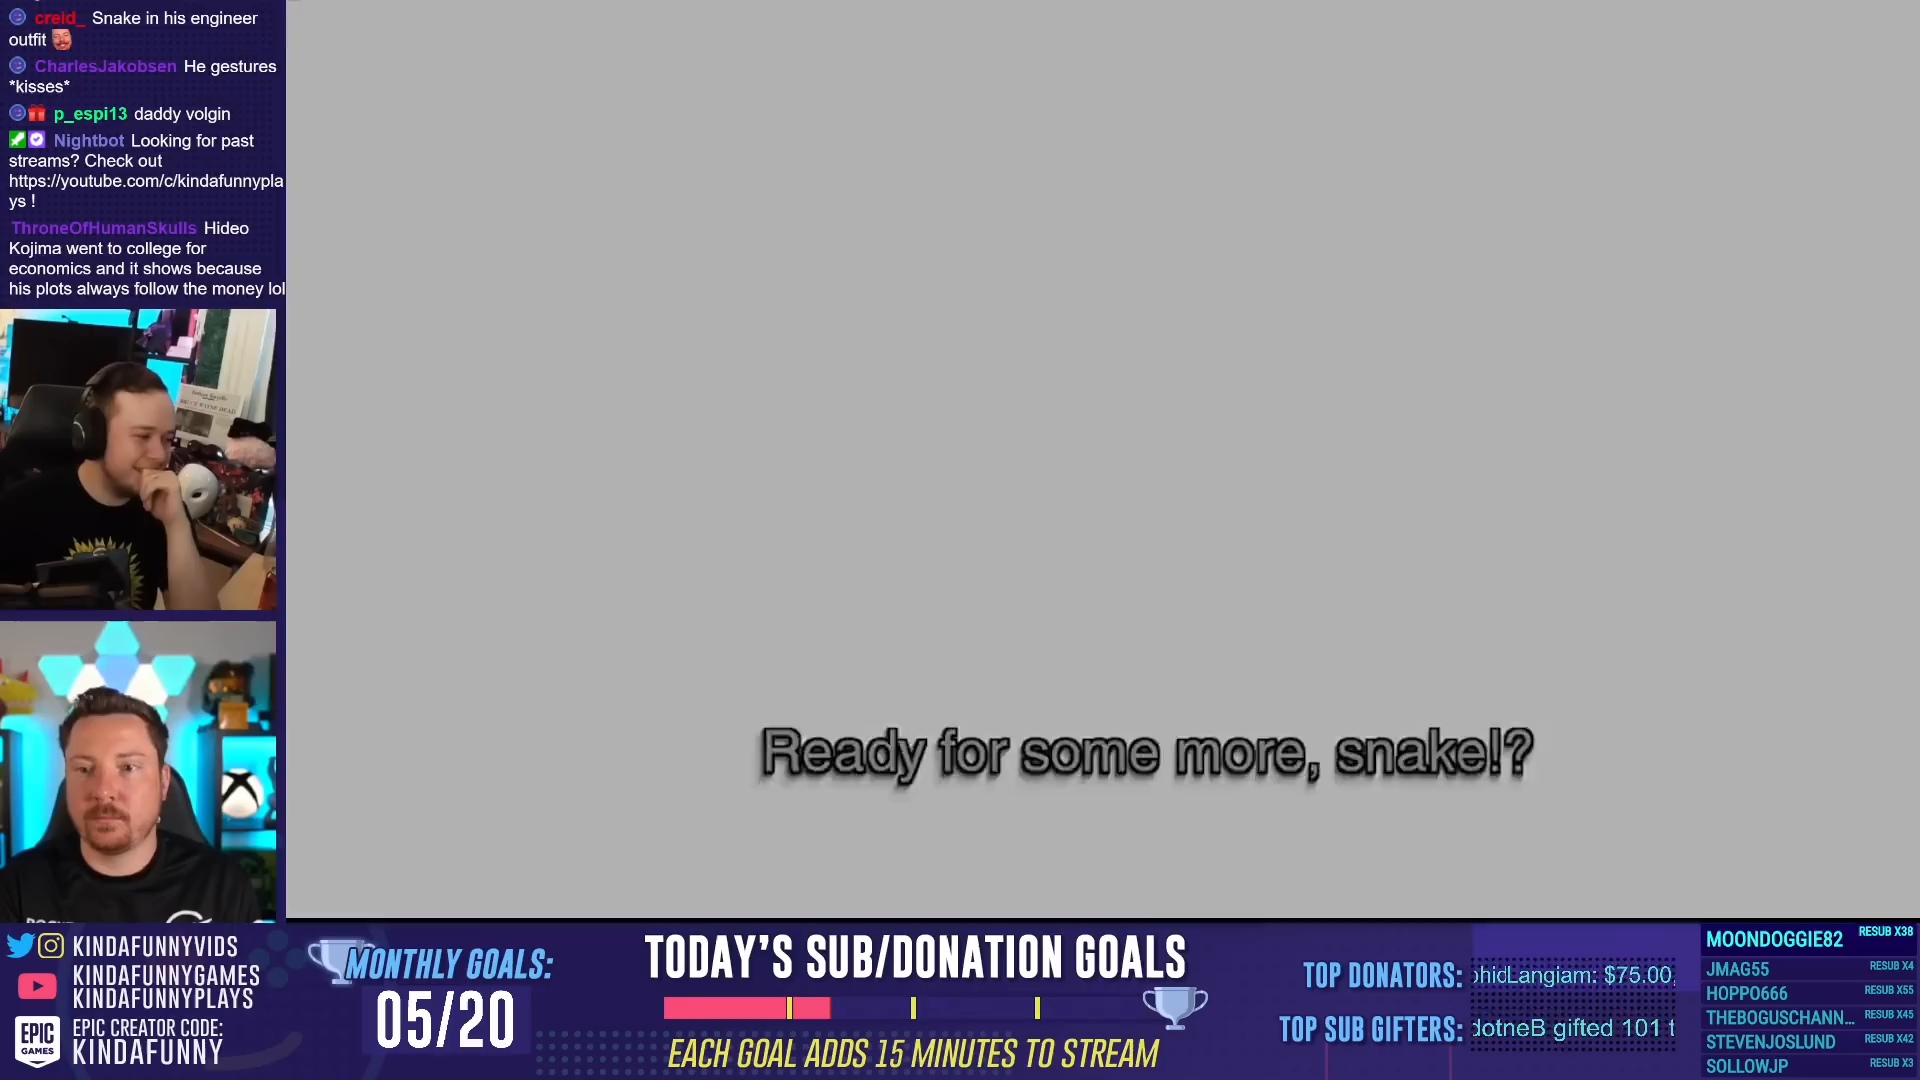 creid_ Snake in his engineer
outfit
CharlesJakobsen He gestures
*kisses*
p_espi13 daddy volgin
Nightbot Looking for past
streams? Check out
https://youtube.com/c/kindafunnypla
ys !
ThroneOfHumanSkulls Hideo
Kojima went to college for
economics and it shows because
his plots always follow the money lol
Ready for some more, snake!?
KINDAFUNNYVIDS
KINDAFUNNYGAMES
KINDAFUNNYPLAYS
EPIC GAMES
EPIC CREATOR CODE:
KINDAFUNNY
MONTHLY GOALS:
05/20
TODAY'S SUB/DONATION GOALS
EACH GOAL ADDS 15 MINUTES TO STREAM
TOP DONATORS: phidLangiam: $75.00,
TOP SUB GIFTERS: dotneB gifted 101 t
MOONDOGGIE82 RESUB X38
JMAG55 RESUB X4
HOPPO666 RESUB X55
THEBOGUSCHANN... RESUB X45
STEVENJOSLUND RESUB X42
SOLLOWJP RESUB X3